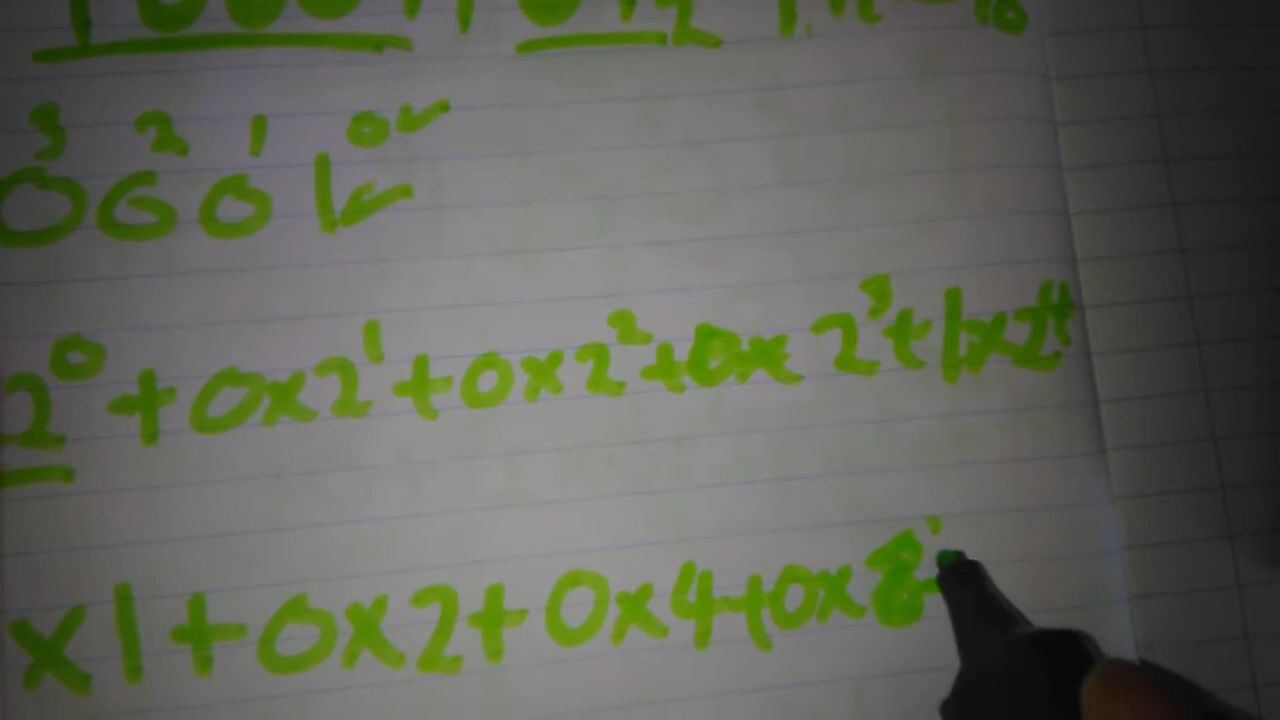 3 2 1 0
0 0 0 1
2⁰ + 0x2¹ + 0x2² + 0x 2³ + 1x2⁴
x1 + 0x2 + 0x4 + 0x8